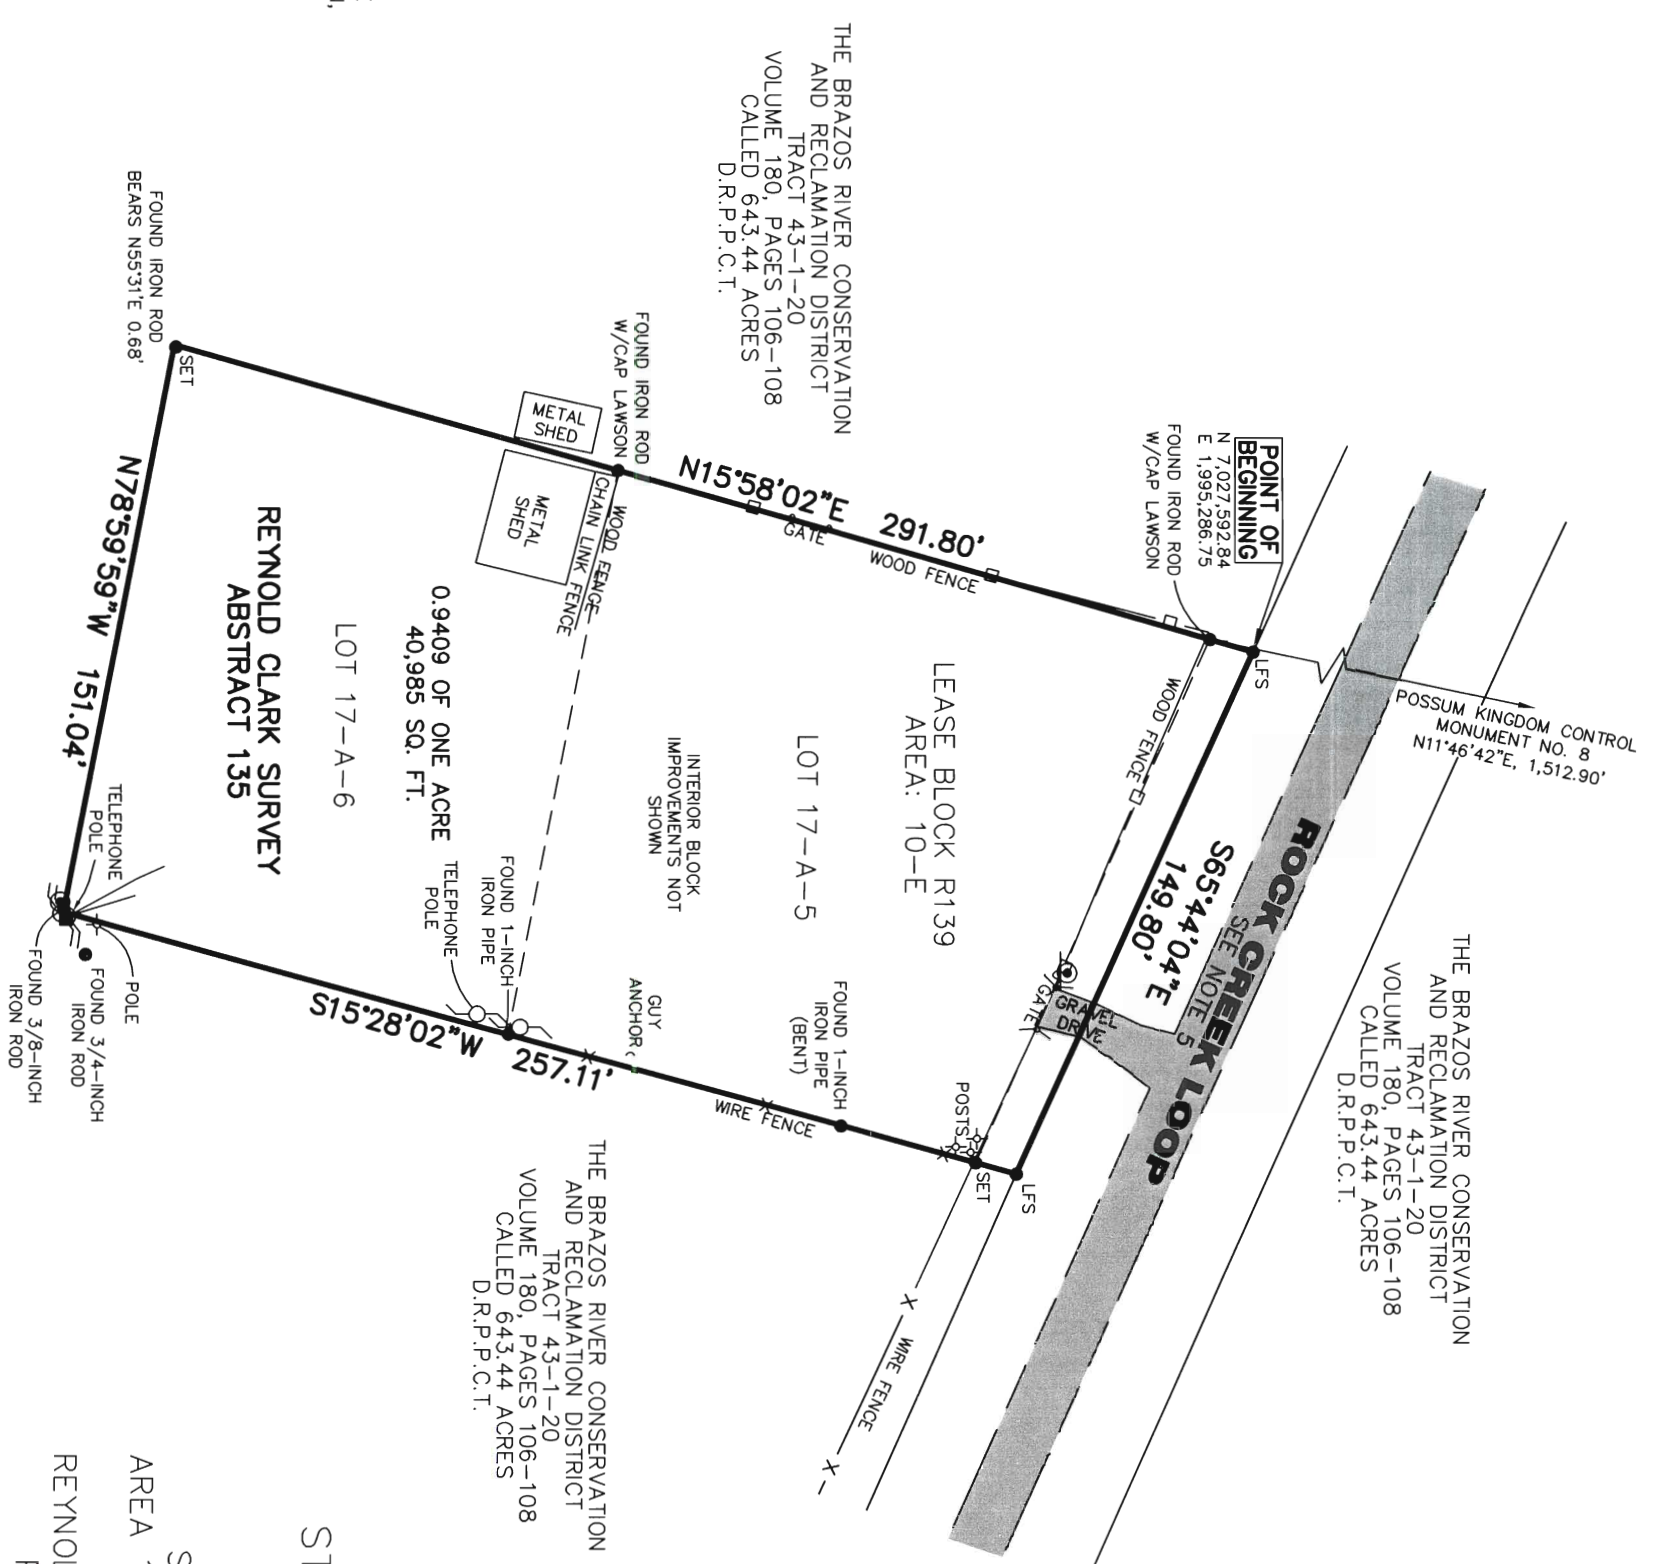 THE BRAZOS RIVER CONSERVATION
AND RECLAMATION DISTRICT
TRACT 43-1-20
VOLUME 180, PAGES 106-108
CALLED 643.44 ACRES
D.R.P.P.C.T.
POSSUM KINGDOM CONTROL
MONUMENT NO. 8
N11°46'42"E, 1,512.90'
POINT OF
BEGINNING
N 7,027,592.84
E 1,995,286.75
FOUND IRON ROD
W/CAP LAWSON
LFS
ROCK CREEK LOOP
SEE NOTE 5
S65°44'04"E
149.80'
THE BRAZOS RIVER CONSERVATION
AND RECLAMATION DISTRICT
TRACT 43-1-20
VOLUME 180, PAGES 106-108
CALLED 643.44 ACRES
D.R.P.P.C.T.
WOOD FENCE
GRAVEL
DRIVE
GATE
POSTS
SET
LFS
WIRE FENCE
X
X
N15°58'02"E 291.80'
GATE
WOOD FENCE
FOUND IRON ROD
W/CAP LAWSON
LEASE BLOCK R139
AREA: 10-E
LOT 17-A-5
INTERIOR BLOCK
IMPROVEMENTS NOT
SHOWN
FOUND 1-INCH
IRON PIPE
(BENT)
WIRE FENCE
GUY
ANCHOR
WOOD FENCE
CHAIN LINK FENCE
METAL
SHED
METAL
SHED
FOUND 1-INCH
IRON PIPE
TELEPHONE
POLE
0.9409 OF ONE ACRE
40,985 SQ. FT.
LOT 17-A-6
REYNOLD CLARK SURVEY
ABSTRACT 135
S15°28'02"W 257.11'
THE BRAZOS RIVER CONSERVATION
AND RECLAMATION DISTRICT
TRACT 43-1-20
VOLUME 180, PAGES 106-108
CALLED 643.44 ACRES
D.R.P.P.C.T.
SET
FOUND IRON ROD
BEARS N55°31'E 0.68'
N78°59'59"W 151.04'
TELEPHONE
POLE
POLE
FOUND 3/4-INCH
IRON ROD
FOUND 3/8-INCH
IRON ROD
ST
AREA
REYNOL